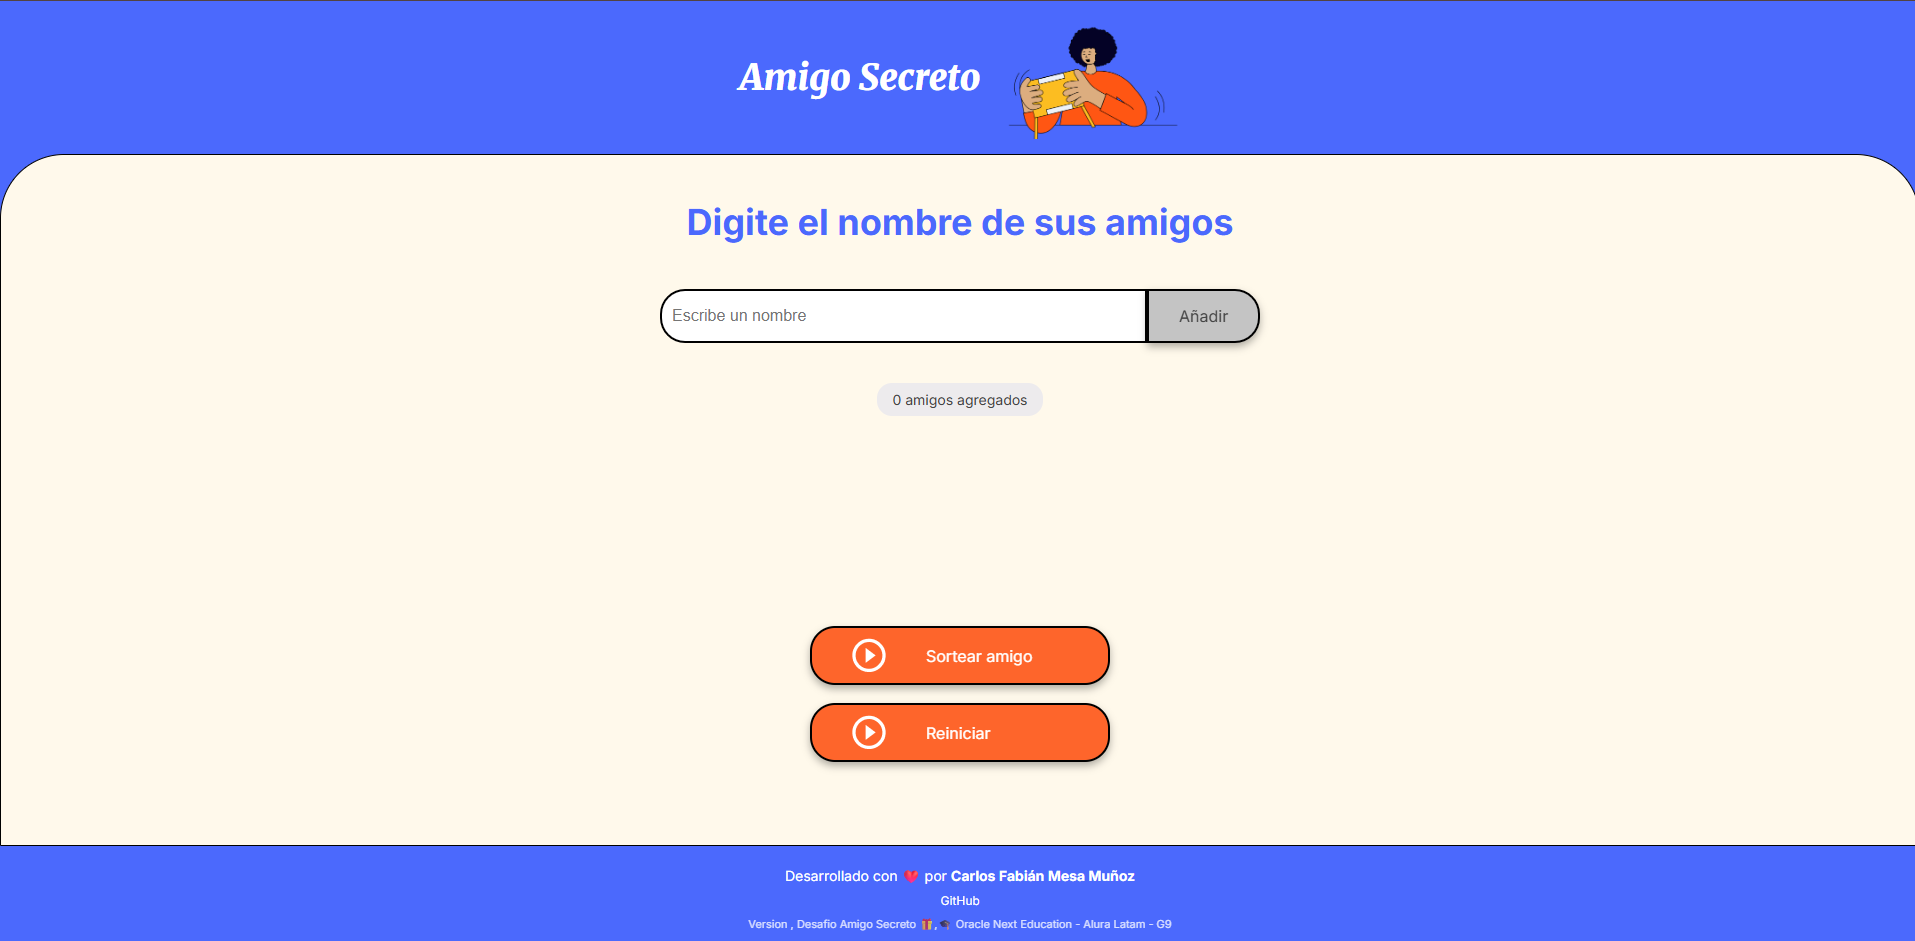 Amigo Secreto
Digite el nombre de sus amigos
Escribe un nombre
Añadir
0 amigos agregados
Sortear amigo
Reiniciar
Desarrollado con 💔 por Carlos Fabián Mesa Muñoz
GitHub
Version , Desafío Amigo Secreto 🎁,🎓 Oracle Next Education - Alura Latam - G9